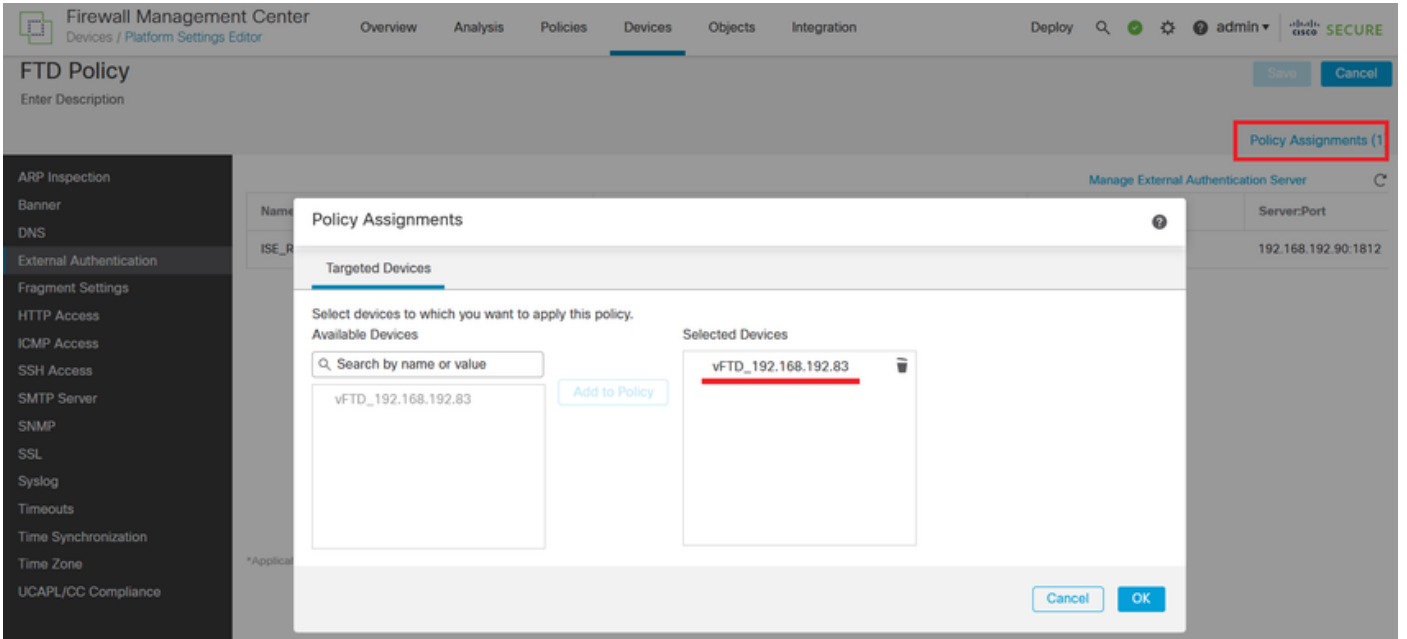 Firewall Management Center
Devices / Platform Settings Editor
Overview Analysis Policies Devices Objects Integration
Deploy admin SECURE
cisco
FTD Policy
Enter Description
Save Cancel
Policy Assignments (1
ARP Inspection
Banner
DNS
External Authentication
Fragment Settings
HTTP Access
ICMP Access
SSH Access
SMTP Server
SNMP
SSL
Syslog
Timeouts
Time Synchronization
Time Zone
UCAPL/CC Compliance
Manage External Authentication Server
Name Server:Port
ISE_R 192.168.192.90:1812
Policy Assignments
Targeted Devices
Select devices to which you want to apply this policy.
Available Devices Selected Devices
Search by name or value
vFTD_192.168.192.83
Add to Policy
vFTD_192.168.192.83
*Applica
Cancel OK